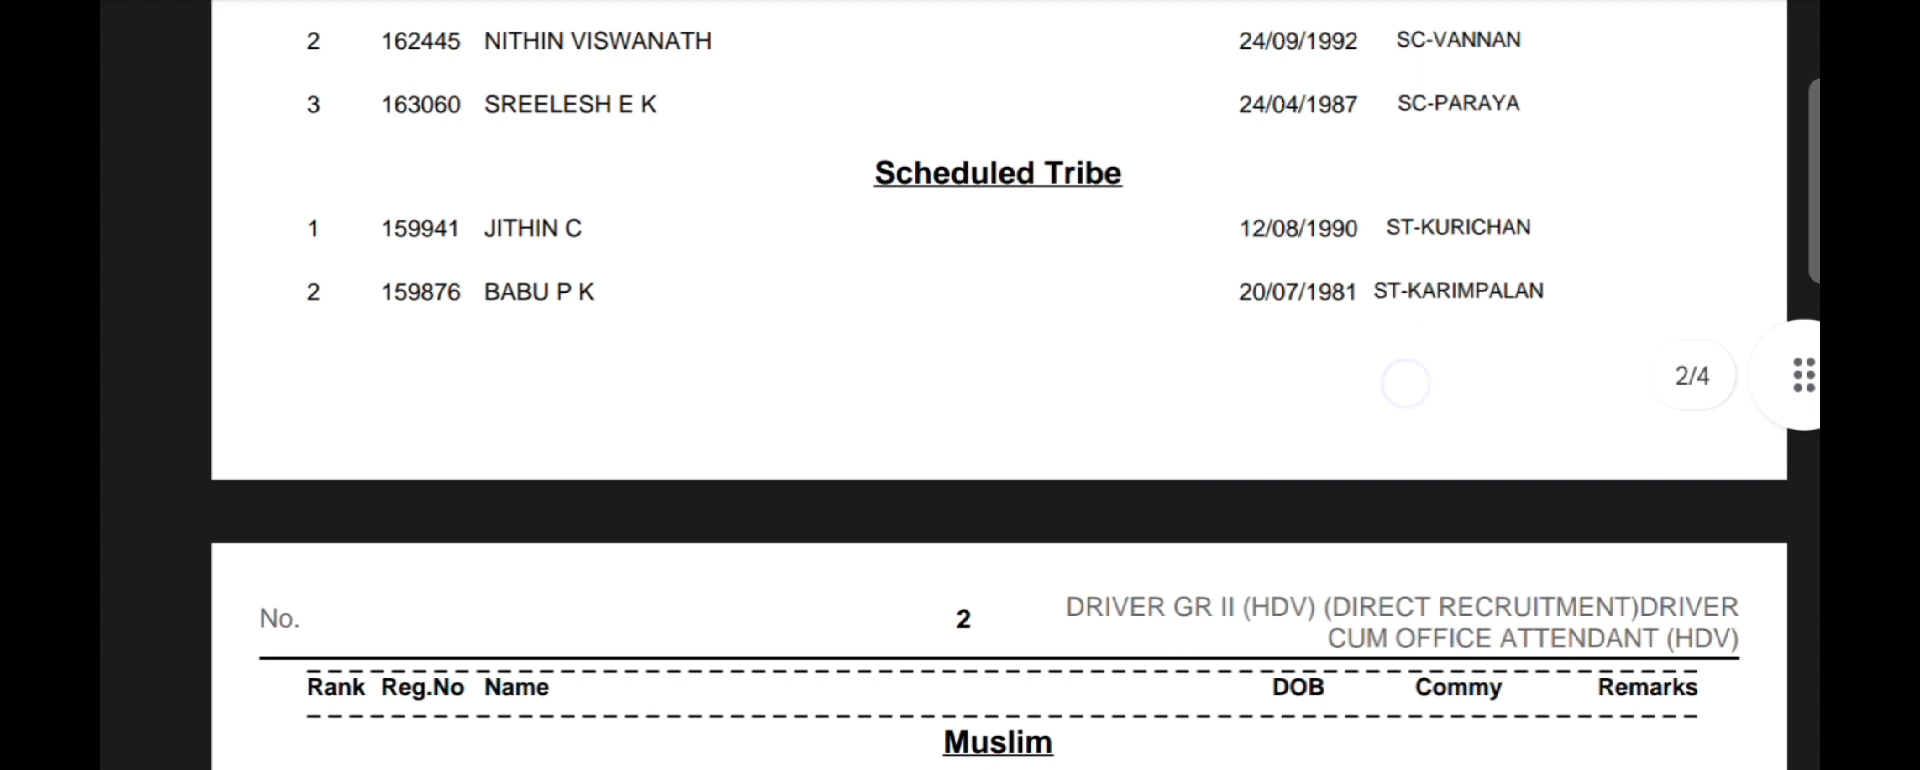 2 162445 NITHIN VISWANATH 24/09/1992 SC-VANNAN
3 163060 SREELESH E K 24/04/1987 SC-PARAYA
Scheduled Tribe
1 159941 JITHIN C 12/08/1990 ST-KURICHAN
2 159876 BABU P K 20/07/1981 ST-KARIMPALAN
2/4
No. 2 DRIVER GR II (HDV) (DIRECT RECRUITMENT)DRIVER
CUM OFFICE ATTENDANT (HDV)
Rank Reg.No Name DOB Commy Remarks
Muslim